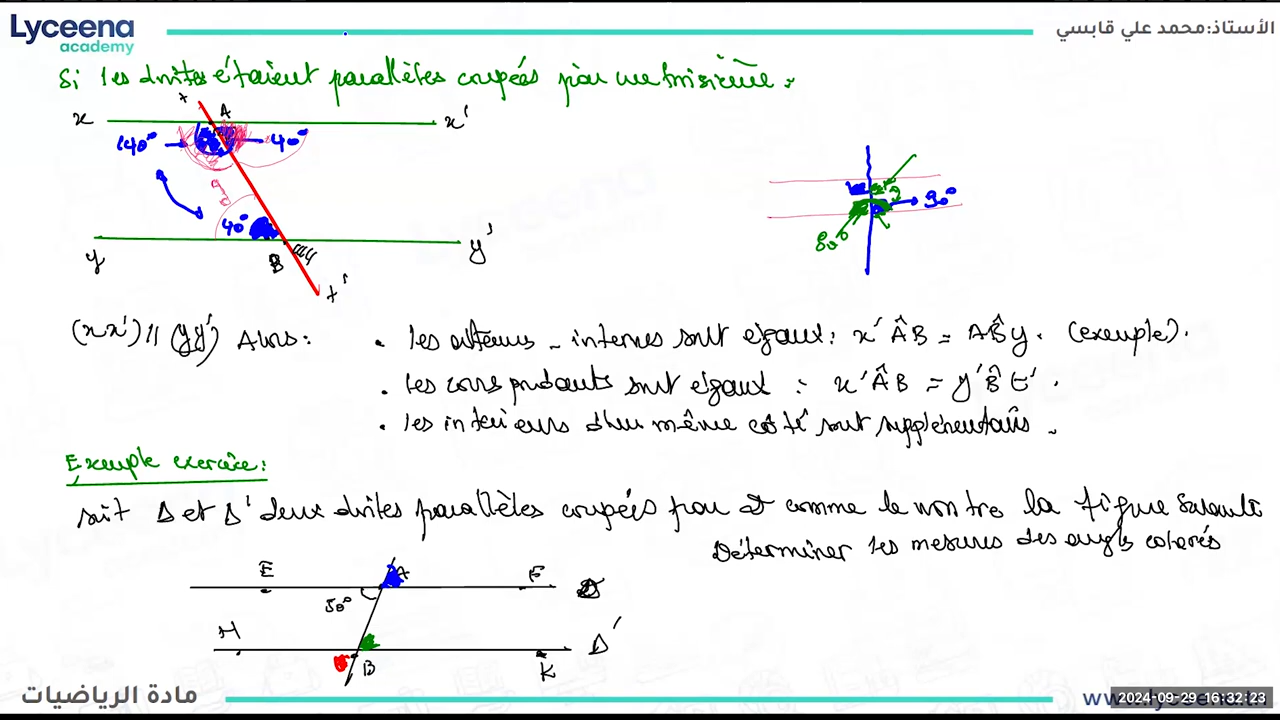 Lyceena
academy
الأستاذ:محمد علي قابسي
Si les droites étaient parallèles coupées par une troisième :
x A x'
140° 40°
40°
y B y'
t'
90°
80°
(xx') // (yy') Alors : • les alternes - internes sont égaux : x'ÂB = AB̂y. (exemple).
• les correspondants sont égaux : x'ÂB = y'B̂t'.
• les intérieurs d'un même côté sont supplémentaires.
Exemple exercice :
soit Δ et Δ' deux droites parallèles coupées par comme le montre la figure suivante
Déterminer les mesures des angles colorés
E A F Δ
50°
H B K Δ'
مادة الرياضيات
2024-09-29 16:32:23